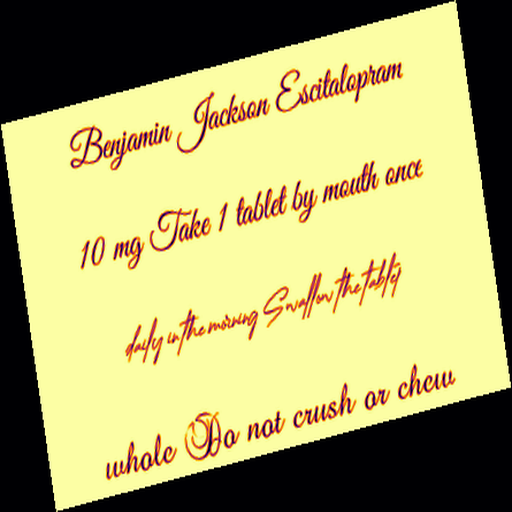 Benjamin Jackson Escitalopram
10 mg Take 1 tablet by mouth once
daily in the morning Swallow the tablet
whole Do not crush or chew